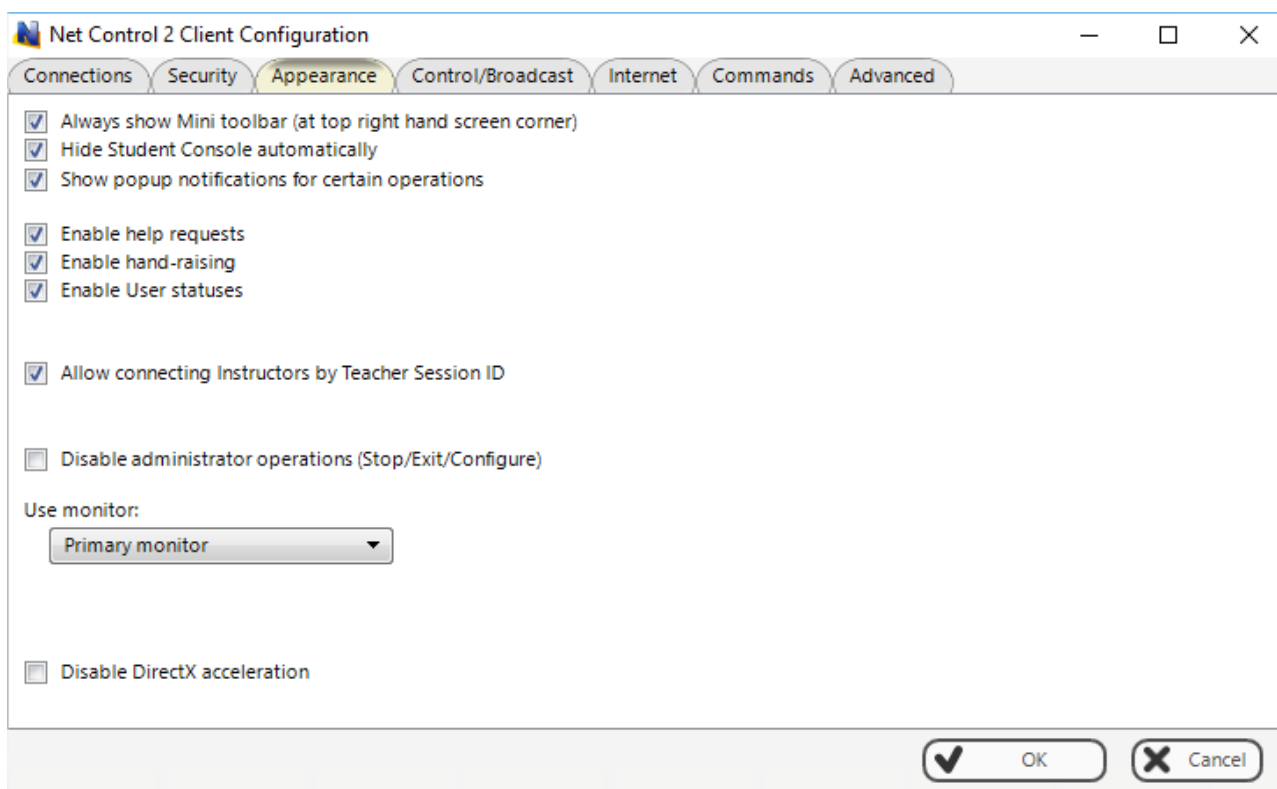 Net Control 2 Client Configuration
Connections Security Appearance Control/Broadcast Internet Commands Advanced
Always show Mini toolbar (at top right hand screen corner)
Hide Student Console automatically
Show popup notifications for certain operations
Enable help requests
Enable hand-raising
Enable User statuses
Allow connecting Instructors by Teacher Session ID
Disable administrator operations (Stop/Exit/Configure)
Use monitor:
Primary monitor
Disable DirectX acceleration
OK Cancel